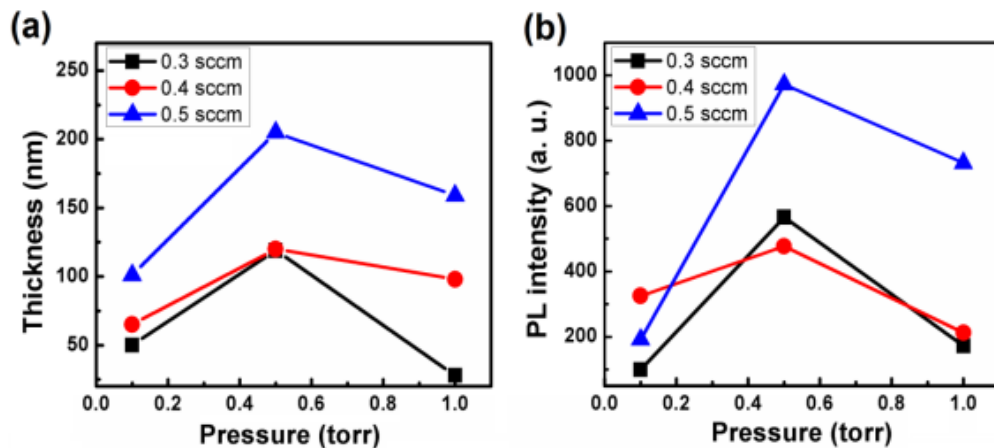 (a)
0.3 sccm
0.4 sccm
0.5 sccm
Thickness (nm)
250
200
150
100
50
0.0 0.2 0.4 0.6 0.8 1.0
Pressure (torr)
(b)
0.3 sccm
0.4 sccm
0.5 sccm
PL intensity (a. u.)
1000
800
600
400
200
0.0 0.2 0.4 0.6 0.8 1.0
Pressure (torr)